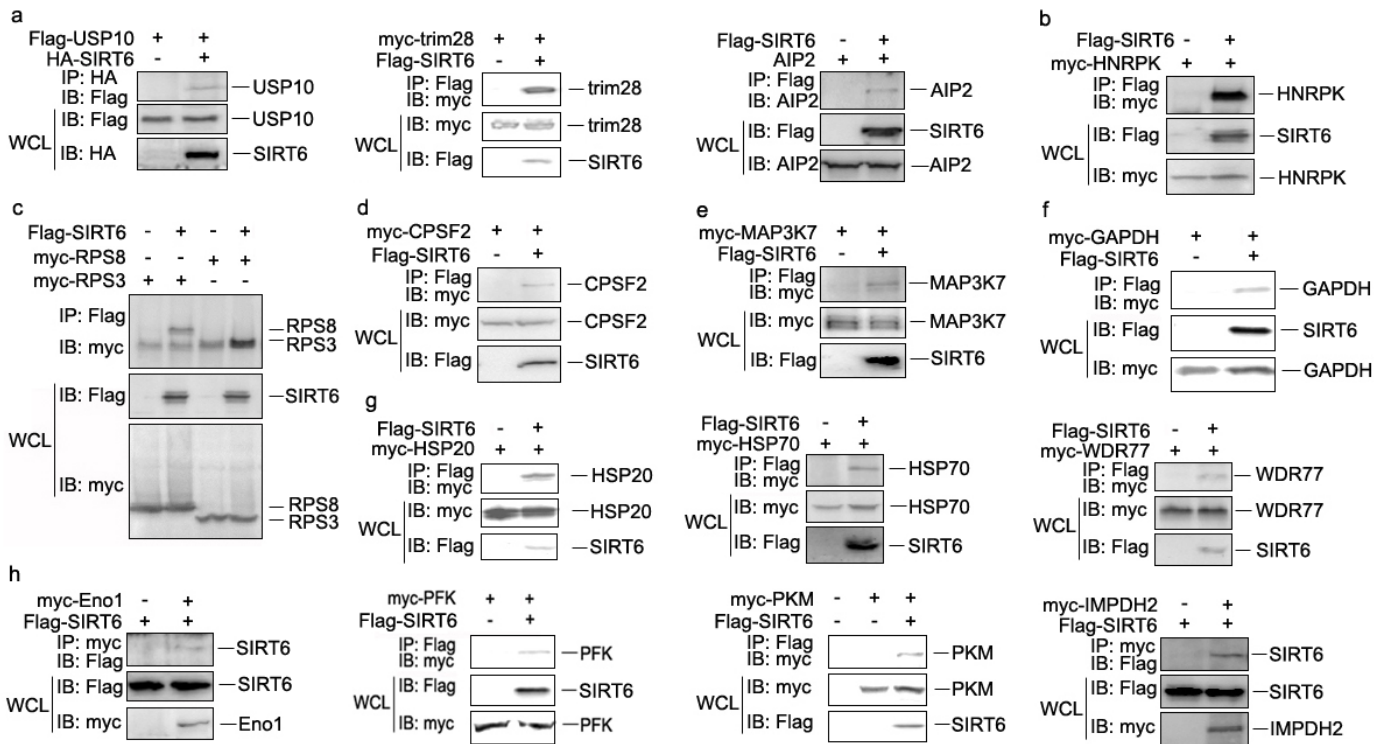 a
Flag-USP10 + +
HA-SIRT6 - +
IP: HA
IB: Flag
USP10
WCL
IB: Flag
USP10
IB: HA
SIRT6
myc-trim28 + +
Flag-SIRT6 - +
IP: Flag
IB: myc
trim28
WCL
IB: myc
trim28
IB: Flag
SIRT6
Flag-SIRT6 - +
AIP2 + +
IP: Flag
IB: AIP2
AIP2
WCL
IB: Flag
SIRT6
IB: AIP2
AIP2
b
Flag-SIRT6 - +
myc-HNRPK + +
IP: Flag
IB: myc
HNRPK
WCL
IB: Flag
SIRT6
IB: myc
HNRPK
c
Flag-SIRT6 - + - +
myc-RPS8 - - + +
myc-RPS3 + + - -
IP: Flag
IB: myc
RPS8
RPS3
WCL
IB: Flag
SIRT6
IB: myc
RPS8
RPS3
d
myc-CPSF2 + +
Flag-SIRT6 - +
IP: Flag
IB: myc
CPSF2
WCL
IB: myc
CPSF2
IB: Flag
SIRT6
e
myc-MAP3K7 + +
Flag-SIRT6 - +
IP: Flag
IB: myc
MAP3K7
WCL
IB: myc
MAP3K7
IB: Flag
SIRT6
f
myc-GAPDH + +
Flag-SIRT6 - +
IP: Flag
IB: myc
GAPDH
WCL
IB: Flag
SIRT6
IB: myc
GAPDH
g
Flag-SIRT6 - +
myc-HSP20 + +
IP: Flag
IB: myc
HSP20
WCL
IB: myc
HSP20
IB: Flag
SIRT6
Flag-SIRT6 - +
myc-HSP70 + +
IP: Flag
IB: myc
HSP70
WCL
IB: myc
HSP70
IB: Flag
SIRT6
Flag-SIRT6 - +
myc-WDR77 + +
IP: Flag
IB: myc
WDR77
WCL
IB: myc
WDR77
IB: Flag
SIRT6
h
myc-Eno1 - +
Flag-SIRT6 + +
IP: myc
IB: Flag
SIRT6
WCL
IB: Flag
SIRT6
IB: myc
Eno1
myc-PFK + +
Flag-SIRT6 - +
IP: Flag
IB: myc
PFK
WCL
IB: Flag
SIRT6
IB: myc
PFK
myc-PKM - + +
Flag-SIRT6 - - +
IP: Flag
IB: myc
PKM
WCL
IB: myc
PKM
IB: Flag
SIRT6
myc-IMPDH2 - +
Flag-SIRT6 + +
IP: myc
IB: Flag
SIRT6
WCL
IB: Flag
SIRT6
IB: myc
IMPDH2